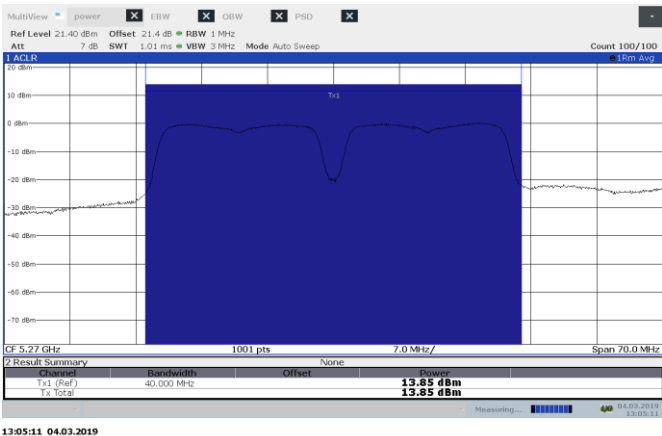 MultiView power X EBW X OBW X PSD X
Ref Level 21.40 dBm Offset 21.4 dB RBW 1 MHz
Att 7 dB SWT 1.01 ms VBW 3 MHz Mode Auto Sweep Count 100/100
1 ACLR 1Rm Avg
20 dBm
Tx1
10 dBm
0 dBm
-10 dBm
-20 dBm
-30 dBm
-40 dBm
-50 dBm
-60 dBm
-70 dBm
CF 5.27 GHz 1001 pts 7.0 MHz/ Span 70.0 MHz
2 Result Summary None
Channel Bandwidth Offset Power
Tx1 (Ref) 40.000 MHz 13.85 dBm
Tx Total 13.85 dBm
Measuring... 04.03.2019
13:05:11
13:05:11 04.03.2019